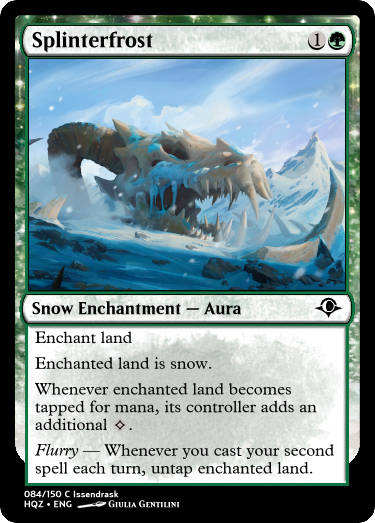 Splinterfrost 1
Snow Enchantment — Aura
Enchant land
Enchanted land is snow.
Whenever enchanted land becomes
tapped for mana, its controller adds an
additional .
Flurry — Whenever you cast your second
spell each turn, untap enchanted land.
084/150 C Issendrask
HQZ • ENG Giulia Gentilini